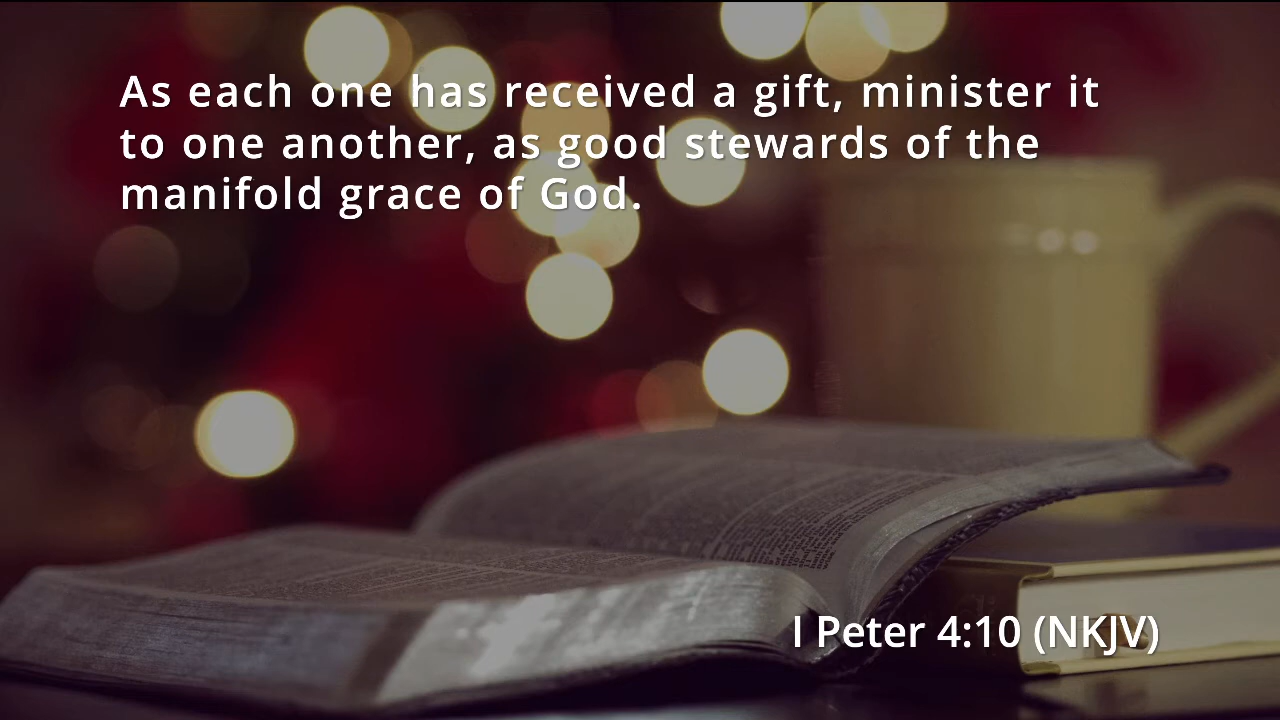 As each one has received a gift, minister it
to one another, as good stewards of the
manifold grace of God.
I Peter 4:10 (NKJV)